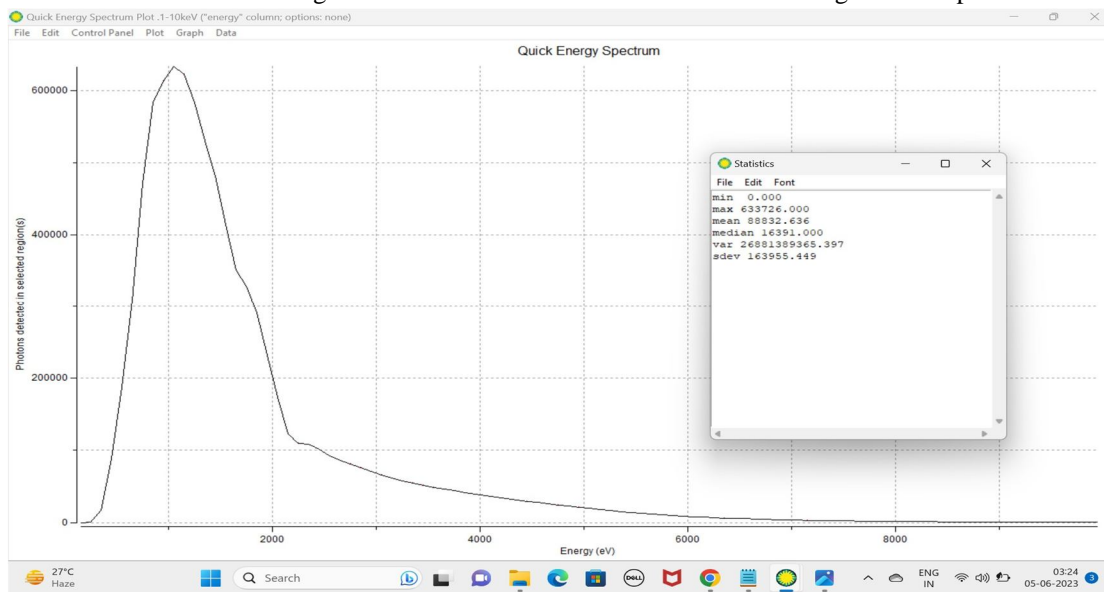 Quick Energy Spectrum Plot .1-10keV ("energy" column; options: none)
File Edit Control Panel Plot Graph Data
Quick Energy Spectrum
Photons detected in selected region(s)
600000
400000
200000
0
2000 4000 6000 8000
Energy (eV)
Statistics
File Edit Font
min 0.000
max 633726.000
mean 88832.636
median 16391.000
var 26881389365.397
sdev 163955.449
27°C
Haze
Search
DELL
ENG
IN
03:24
05-06-2023
3